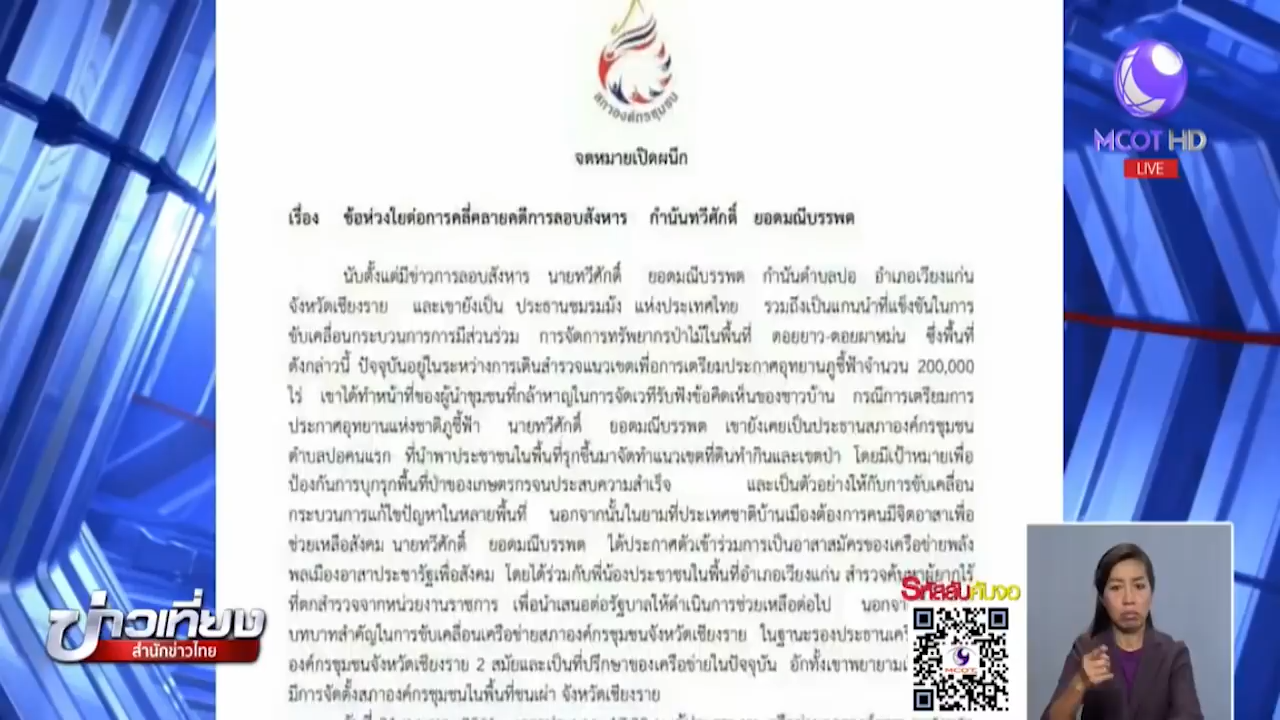 สภาองค์กรชุมชน
จดหมายเปิดผนึก
MCOT HD
LIVE
เรื่อง ข้อห่วงใยต่อการคลี่คลายคดีการลอบสังหาร กำนันทวีศักดิ์ ยอดมณีบรรพต
นับตั้งแต่มีข่าวการลอบสังหาร นายทวีศักดิ์ ยอดมณีบรรพต กำนันตำบลปอ อำเภอเวียงแก่น
จังหวัดเชียงราย และเขายังเป็น ประธานชมรมม้ง แห่งประเทศไทย รวมถึงเป็นแกนนำที่แข็งขันในการ
ขับเคลื่อนกระบวนการการมีส่วนร่วม การจัดการทรัพยากรป่าไม้ในพื้นที่ ดอยยาว-ดอยผาหม่น ซึ่งพื้นที่
ดังกล่าวนี้ ปัจจุบันอยู่ในระหว่างการเดินสำรวจแนวเขตเพื่อการเตรียมประกาศอุทยานภูชี้ฟ้าจำนวน 200,000
ไร่ เขาได้ทำหน้าที่ของผู้นำชุมชนที่กล้าหาญในการจัดเวทีรับฟังข้อคิดเห็นของชาวบ้าน กรณีการเตรียมการ
ประกาศอุทยานแห่งชาติภูชี้ฟ้า นายทวีศักดิ์ ยอดมณีบรรพต เขายังเคยเป็นประธานสภาองค์กรชุมชน
ตำบลปอคนแรก ที่นำพาประชาชนในพื้นที่รุกขึ้นมาจัดทำแนวเขตที่ดินทำกินและเขตป่า โดยมีเป้าหมายเพื่อ
ป้องกันการบุกรุกพื้นที่ป่าของเกษตรกรจนประสบความสำเร็จ และเป็นตัวอย่างให้กับการขับเคลื่อน
กระบวนการแก้ไขปัญหาในหลายพื้นที่ นอกจากนั้นในยามที่ประเทศชาติบ้านเมืองต้องการคนมีจิตอาสาเพื่อ
ช่วยเหลือสังคม นายทวีศักดิ์ ยอดมณีบรรพต ได้ประกาศตัวเข้าร่วมการเป็นอาสาสมัครของเครือข่ายพลัง
พลเมืองอาสาประชารัฐเพื่อสังคม โดยได้ร่วมกับพี่น้องประชาชนในพื้นที่อำเภอเวียงแก่น สำรวจค้นหาผู้ยากไร้
ที่ตกสำรวจจากหน่วยงานราชการ เพื่อนำเสนอต่อรัฐบาลให้ดำเนินการช่วยเหลือต่อไป นอกจา
บทบาทสำคัญในการขับเคลื่อนเครือข่ายสภาองค์กรชุมชนจังหวัดเชียงราย ในฐานะรองประธานเครื
องค์กรชุมชนจังหวัดเชียงราย 2 สมัยและเป็นที่ปรึกษาของเครือข่ายในปัจจุบัน อีกทั้งเขาพยายาม
มีการจัดตั้งสภาองค์กรชุมชนในพื้นที่ชนเผ่า จังหวัดเชียงราย
รหัสลับคับจอ
MCOT
ข่าวเที่ยง
สำนักข่าวไทย